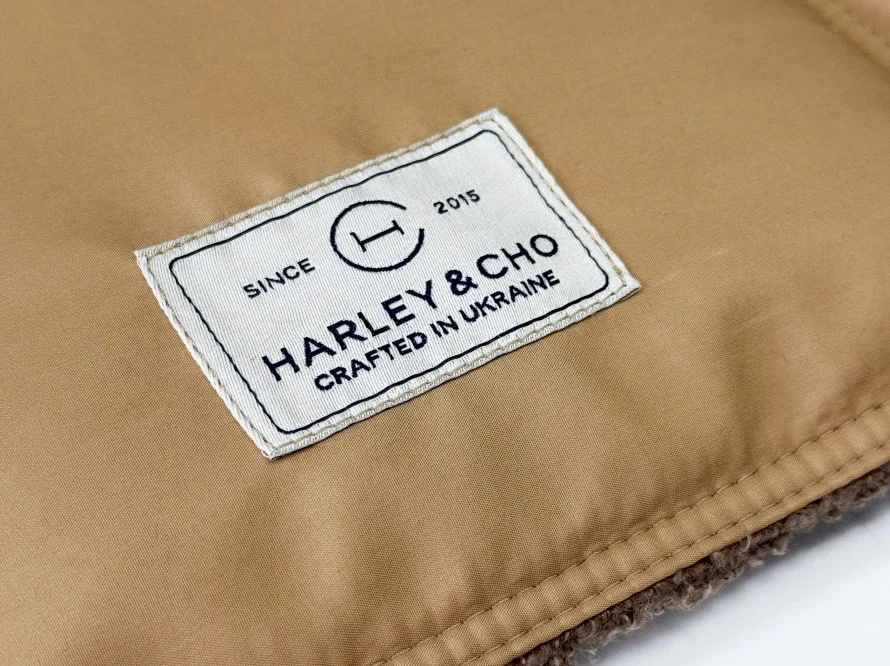 SINCE 2015
HARLEY & CHO
CRAFTED IN UKRAINE